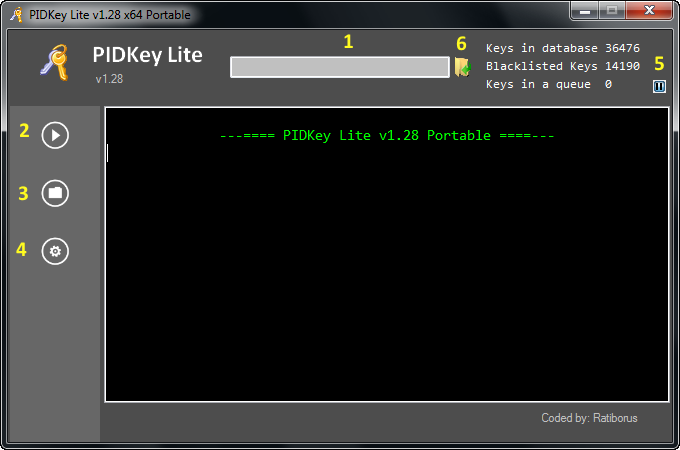 PIDKey Lite v1.28 x64 Portable
1
6
Keys in database 36476
PIDKey Lite
Blacklisted Keys 14190
5
v1.28
Keys in a queue 0
2
---==== PIDKey Lite v1.28 Portable ====---
3
4
Coded by: Ratiborus